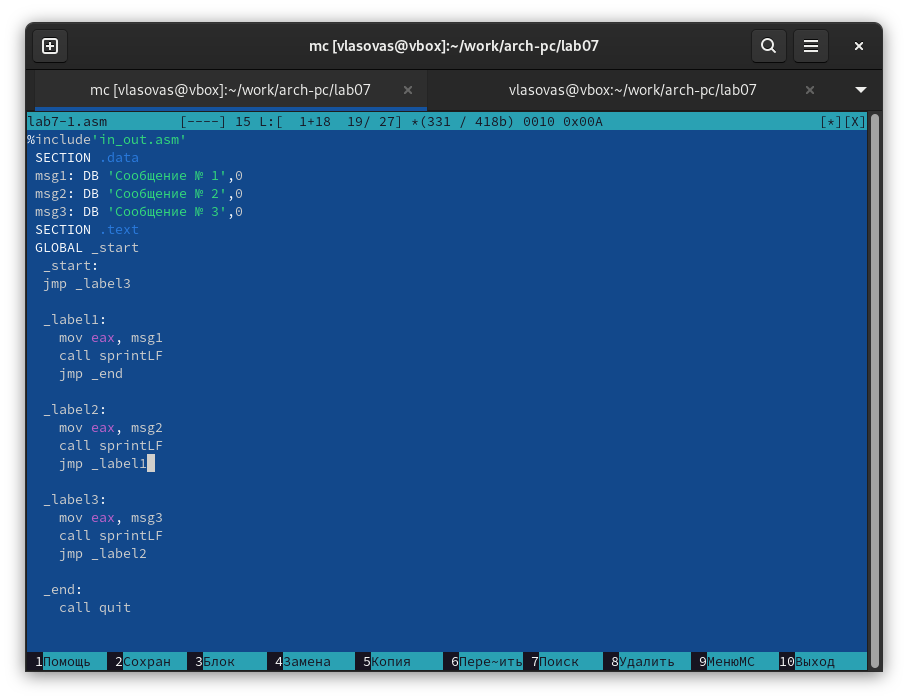 mc [vlasovas@vbox]:~/work/arch-pc/lab07
mc [vlasovas@vbox]:~/work/arch-pc/lab07 vlasovas@vbox:~/work/arch-pc/lab07
lab7-1.asm [----] 15 L:[ 1+18 19/ 27] *(331 / 418b) 0010 0x00A [*][X]
%include'in_out.asm'
SECTION .data
msg1: DB 'Сообщение № 1',0
msg2: DB 'Сообщение № 2',0
msg3: DB 'Сообщение № 3',0
SECTION .text
GLOBAL _start
_start:
jmp _label3
_label1:
mov eax, msg1
call sprintLF
jmp _end
_label2:
mov eax, msg2
call sprintLF
jmp _label1
_label3:
mov eax, msg3
call sprintLF
jmp _label2
_end:
call quit
1Помощь 2Сохран 3Блок 4Замена 5Копия 6Пере~ить 7Поиск 8Удалить 9МенюMC 10Выход